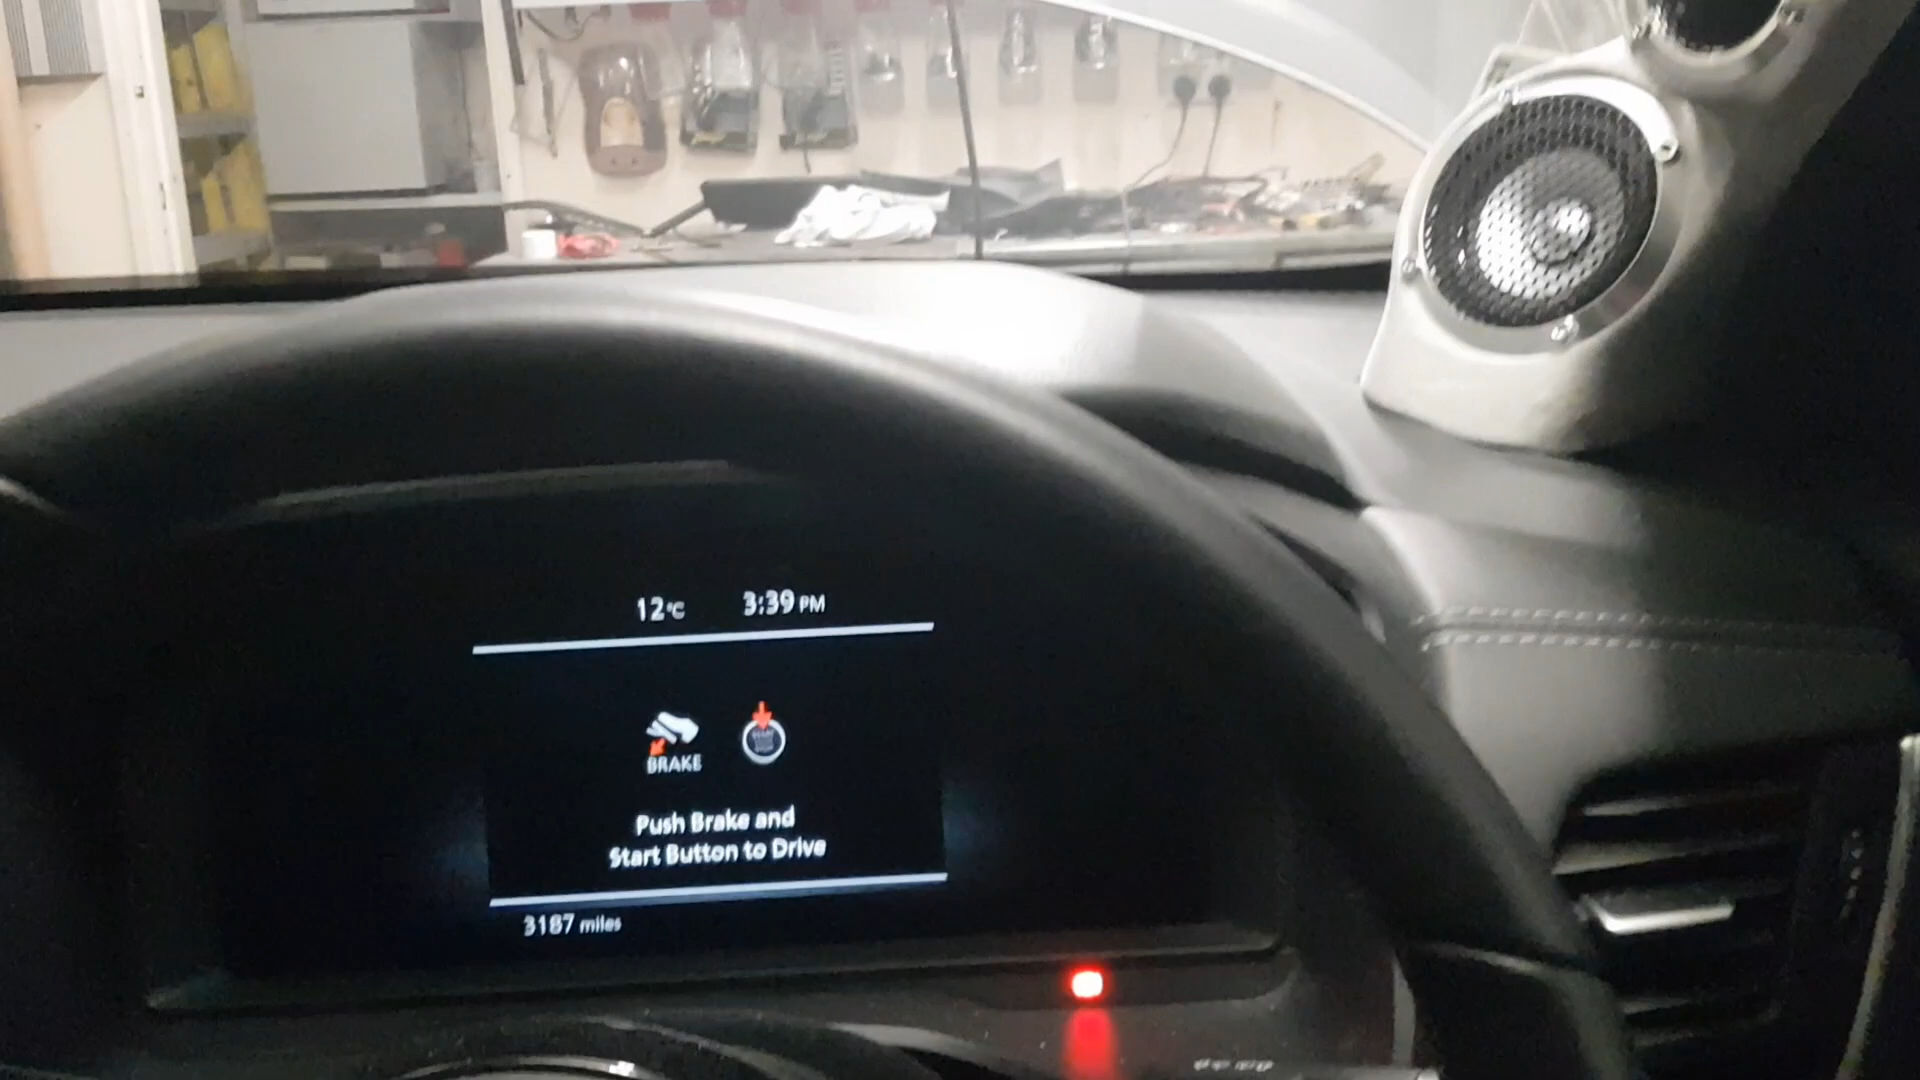 12°C 3:39 PM
BRAKE
Push Brake and
Start Button to Drive
3187 miles